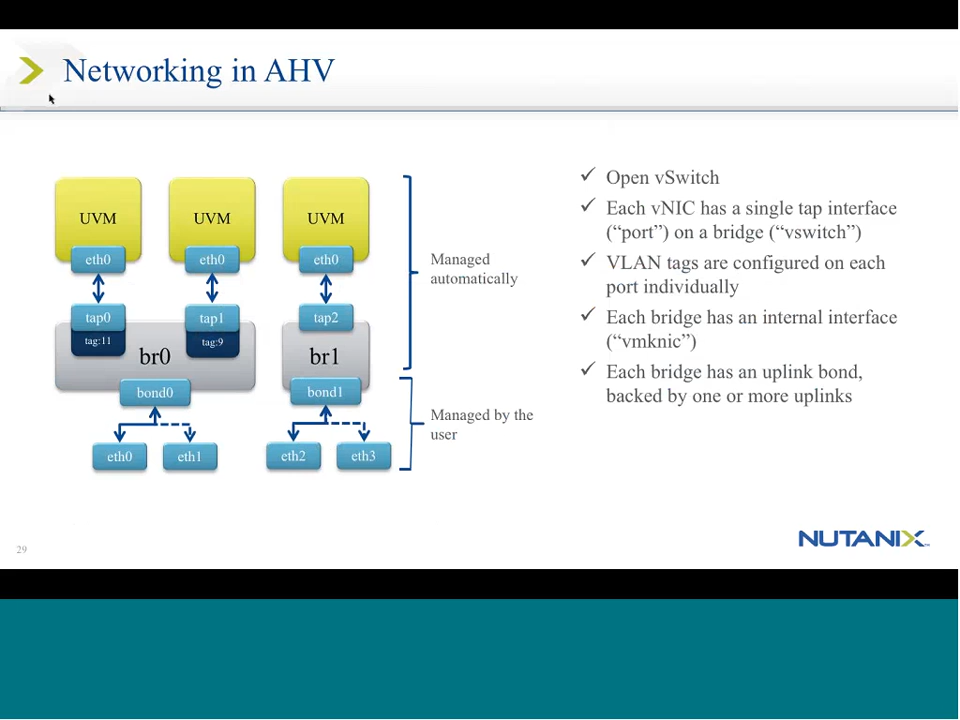 Networking in AHV
UVM
UVM
UVM
eth0
eth0
eth0
tap0
tap1
tap2
tag:11
tag:9
br0
br1
bond0
bond1
eth0
eth1
eth2
eth3
Managed
automatically
Managed by the
user
Open vSwitch
Each vNIC has a single tap interface
(“port”) on a bridge (“vswitch”)
VLAN tags are configured on each
port individually
Each bridge has an internal interface
(“vmknic”)
Each bridge has an uplink bond,
backed by one or more uplinks
29
NUTANIX™